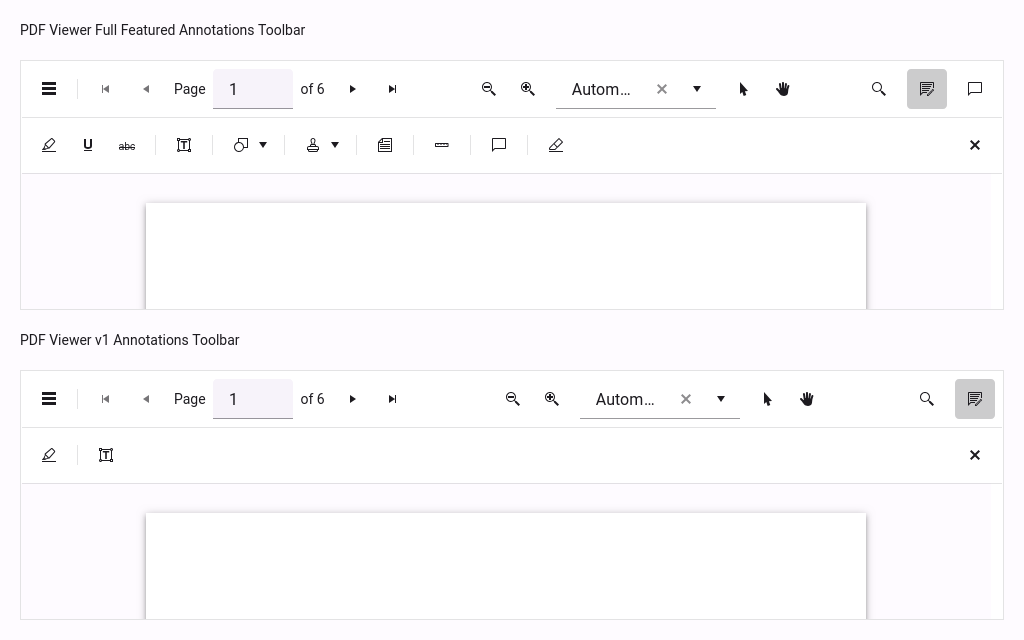 PDF Viewer Full Featured Annotations Toolbar
Page 1 of 6 Autom...
U abc T
PDF Viewer v1 Annotations Toolbar
Page 1 of 6 Autom...
T